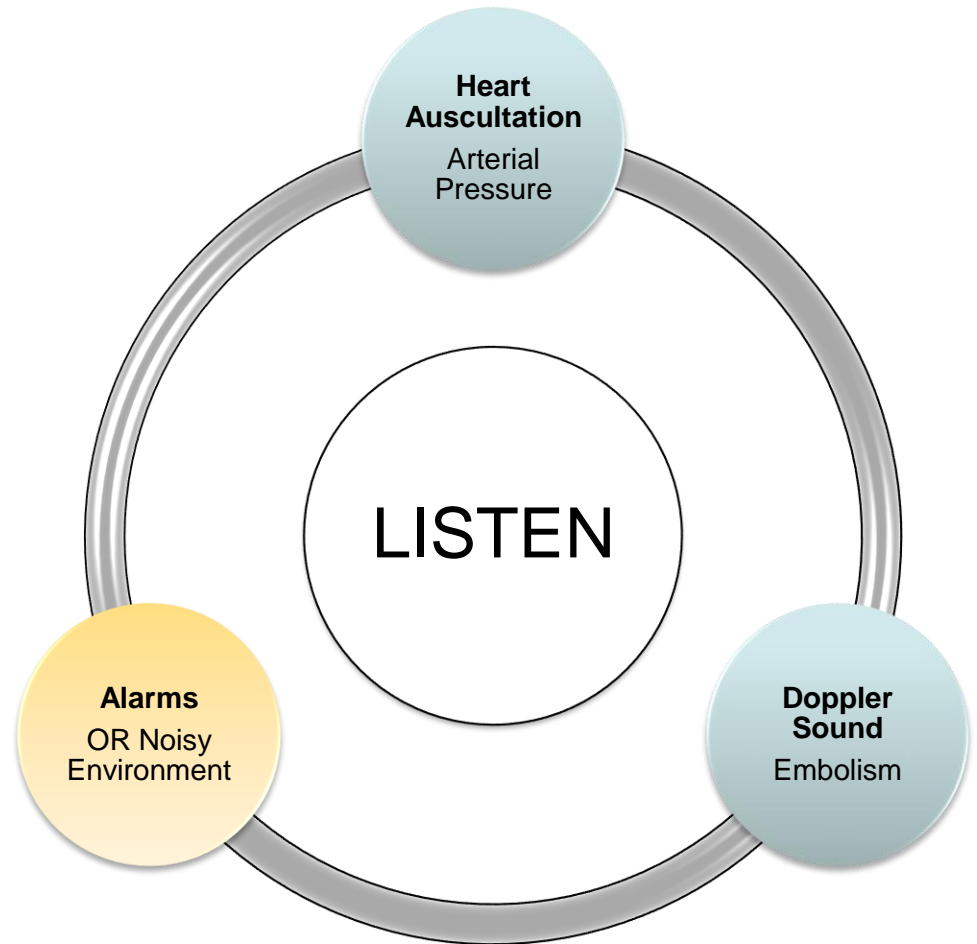 Heart
Auscultation
Arterial
Pressure
LISTEN
Alarms
OR Noisy
Environment
Doppler
Sound
Embolism